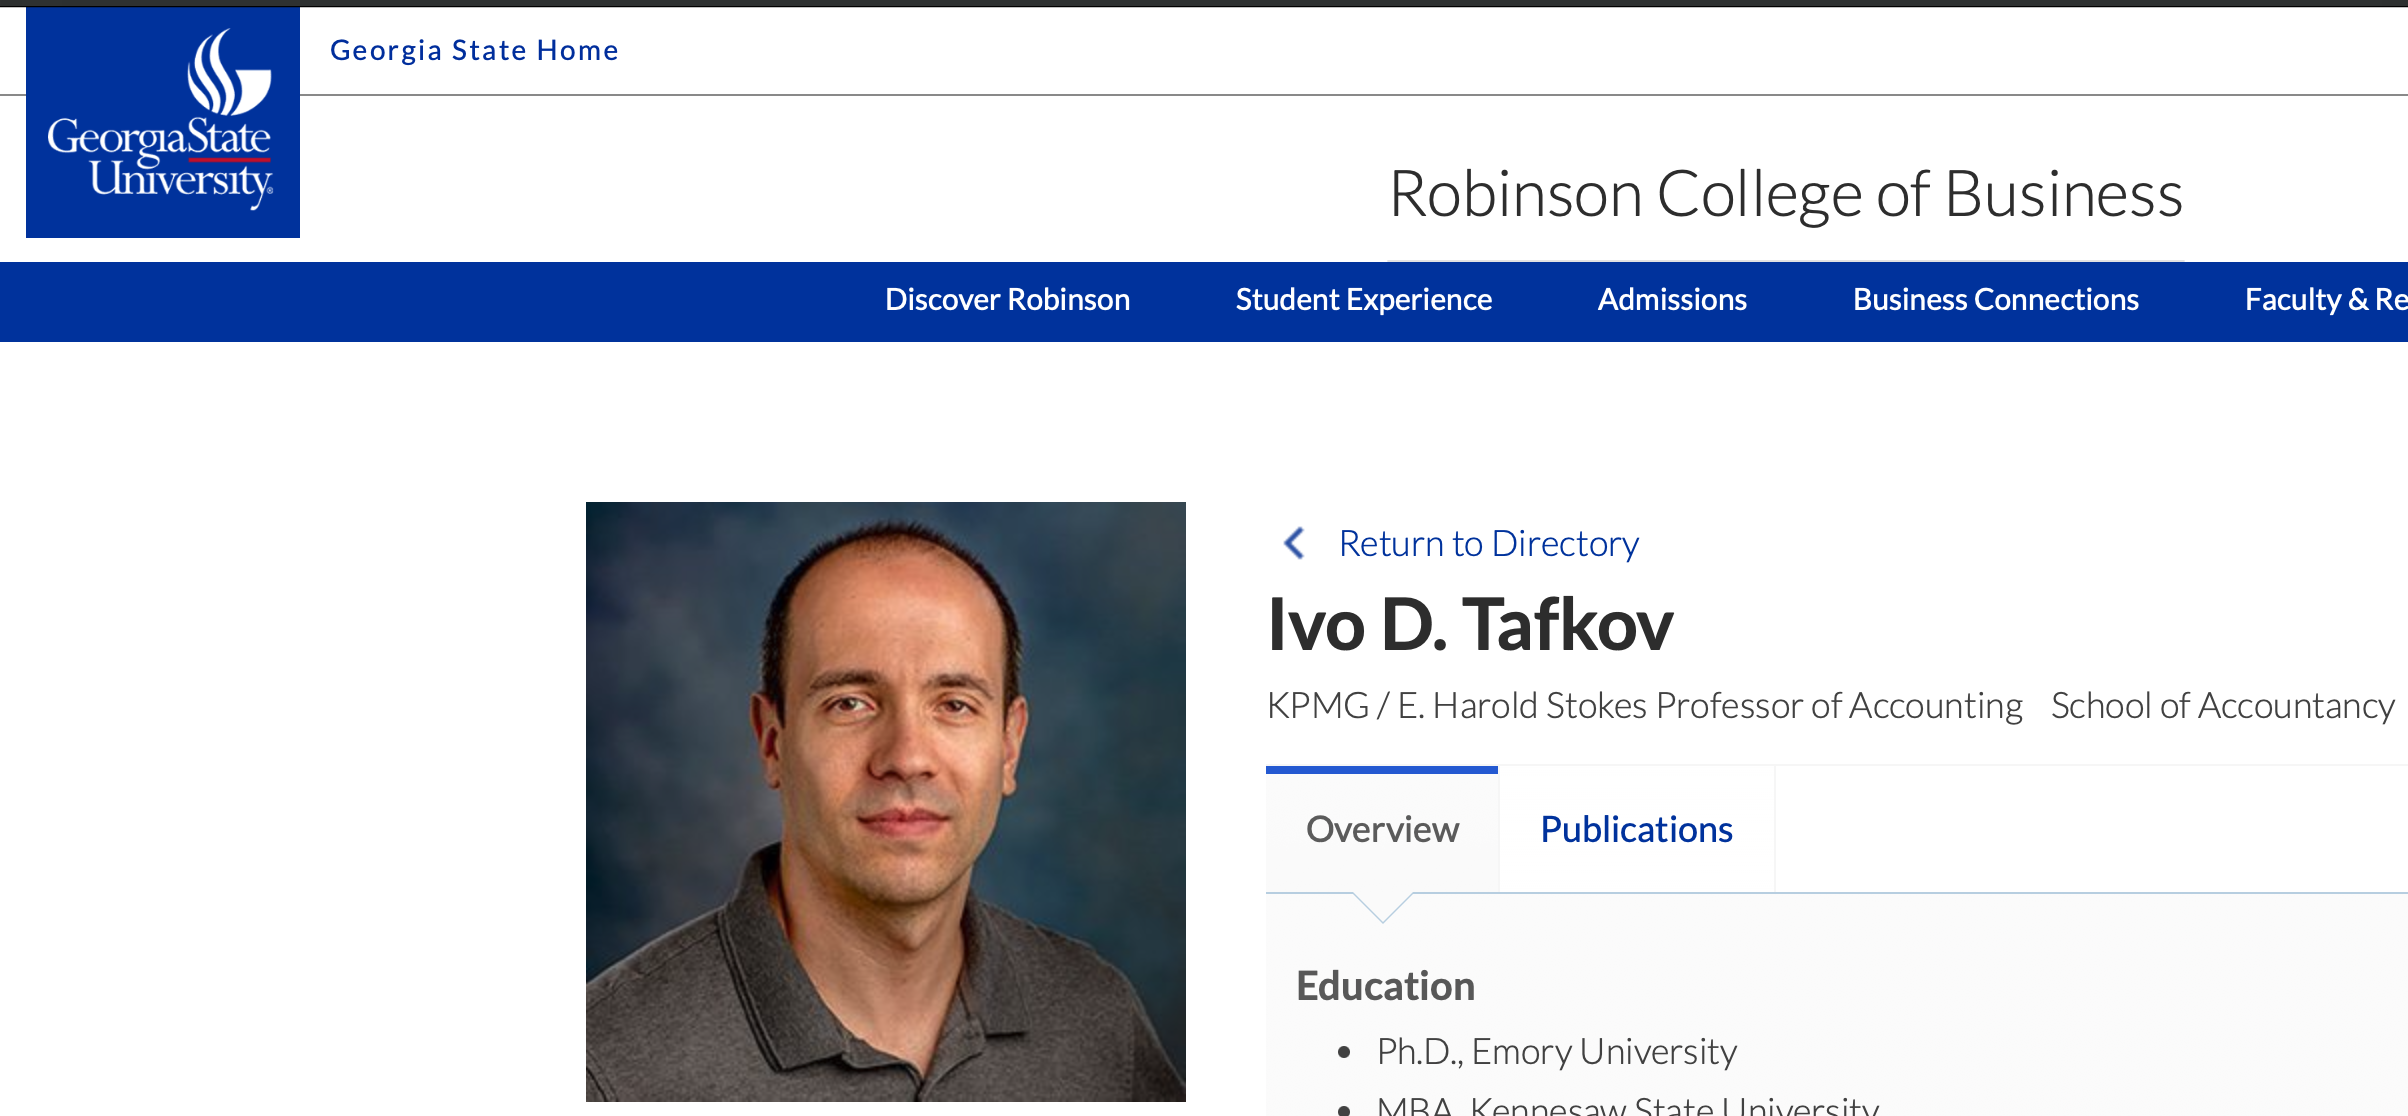 Georgia State Home
GeorgiaState
University®
Robinson College of Business
Discover Robinson Student Experience Admissions Business Connections Faculty & Re
Return to Directory
Ivo D. Tafkov
KPMG / E. Harold Stokes Professor of Accounting School of Accountancy
Overview Publications
Education
• Ph.D., Emory University
• MBA, Kennesaw State University